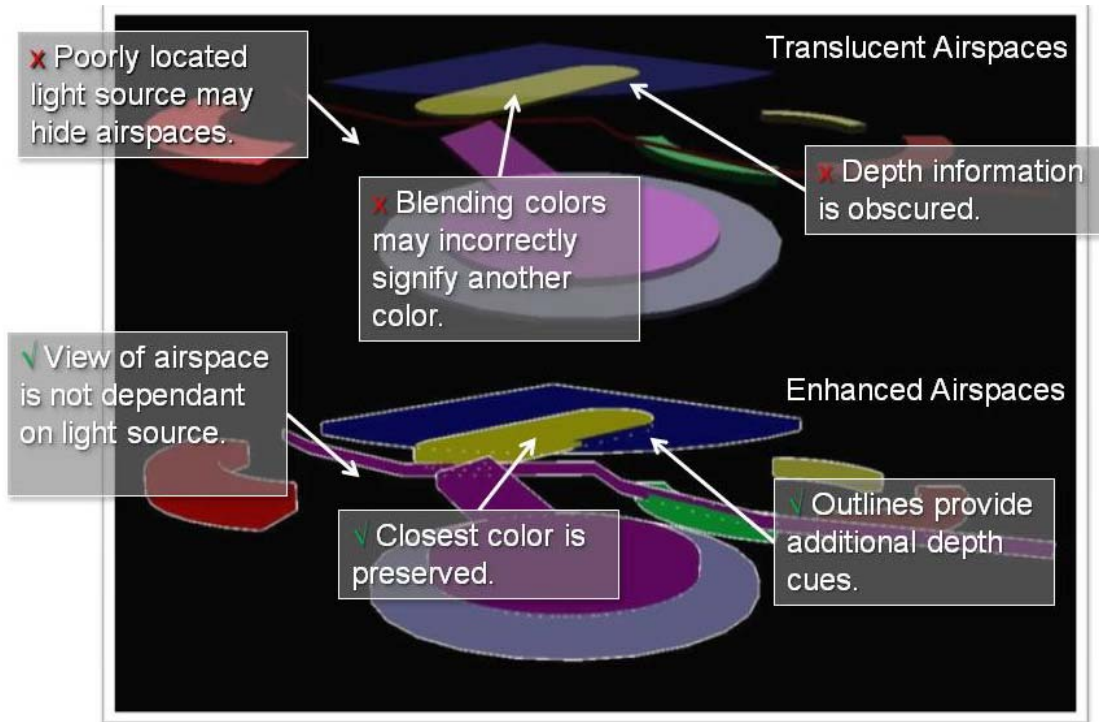 Translucent Airspaces
x Poorly located
light source may
hide airspaces.
x Blending colors
may incorrectly
signify another
color.
x Depth information
is obscured.
Enhanced Airspaces
√ View of airspace
is not dependant
on light source.
√ Closest color is
preserved.
√ Outlines provide
additional depth
cues.